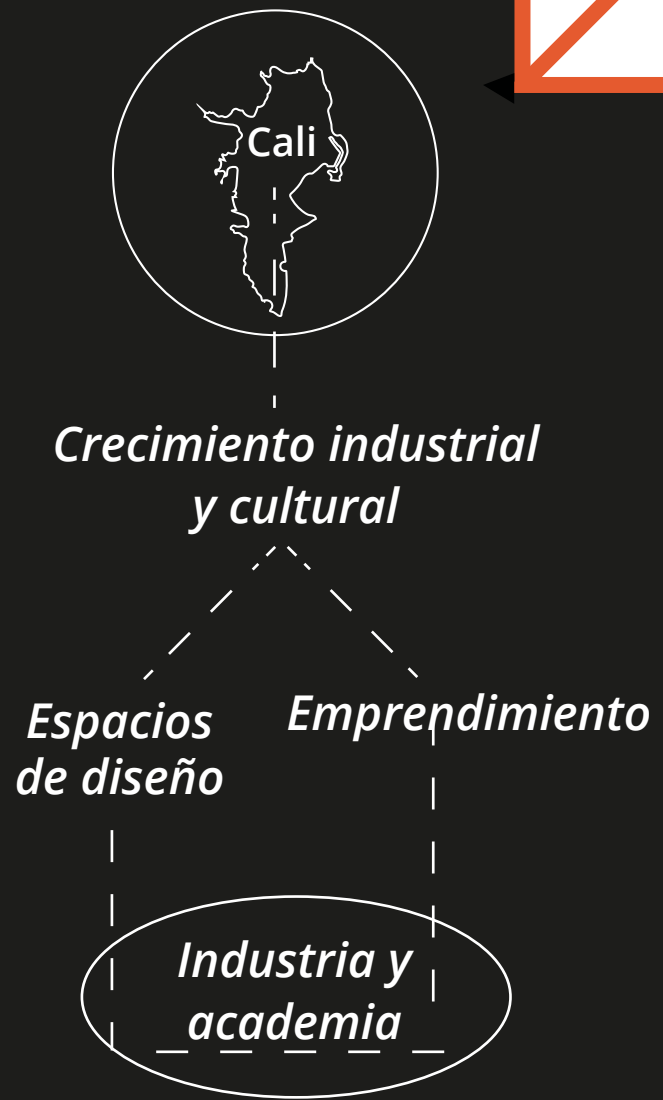 Cali
Crecimiento industrial
y cultural
Espacios
de diseño
Emprendimiento
Industria y
academia